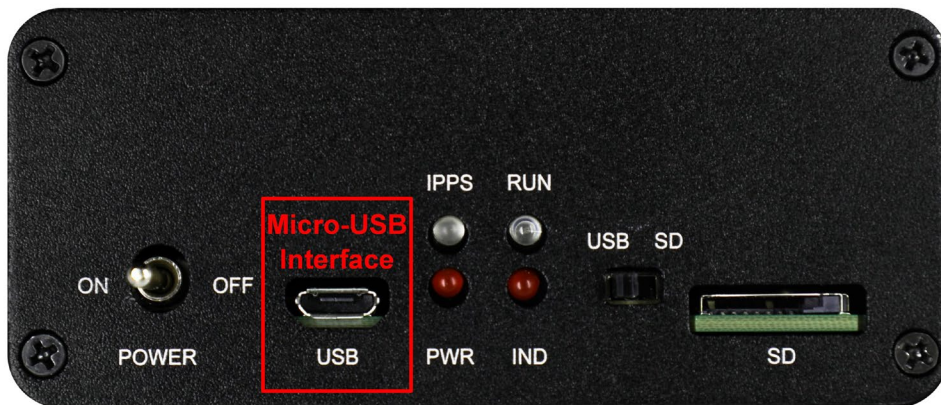 IPPS RUN
Micro-USB
Interface
USB SD
ON OFF
POWER USB PWR IND SD